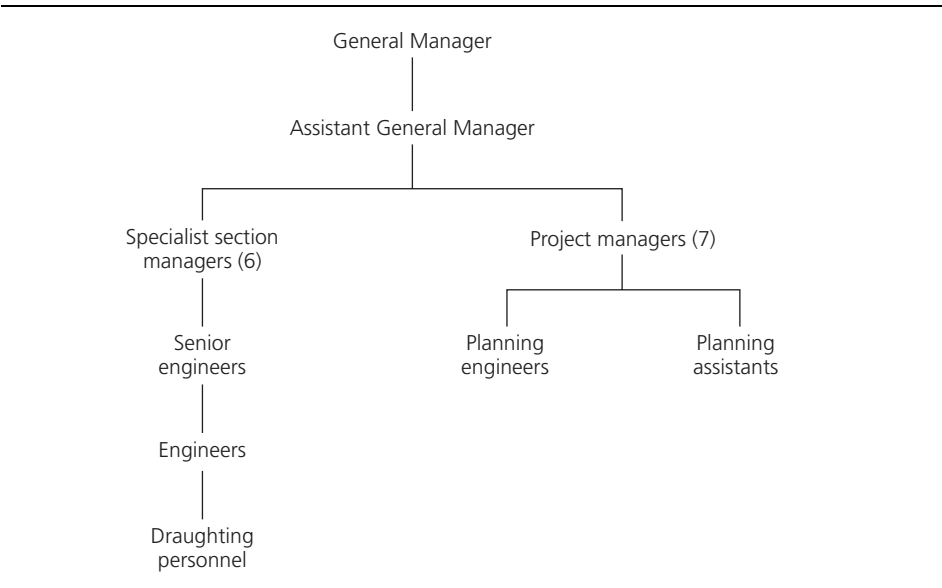 General Manager
Assistant General Manager
Specialist section
managers (6)
Project managers (7)
Senior
engineers
Planning
engineers
Planning
assistants
Engineers
Draughting
personnel